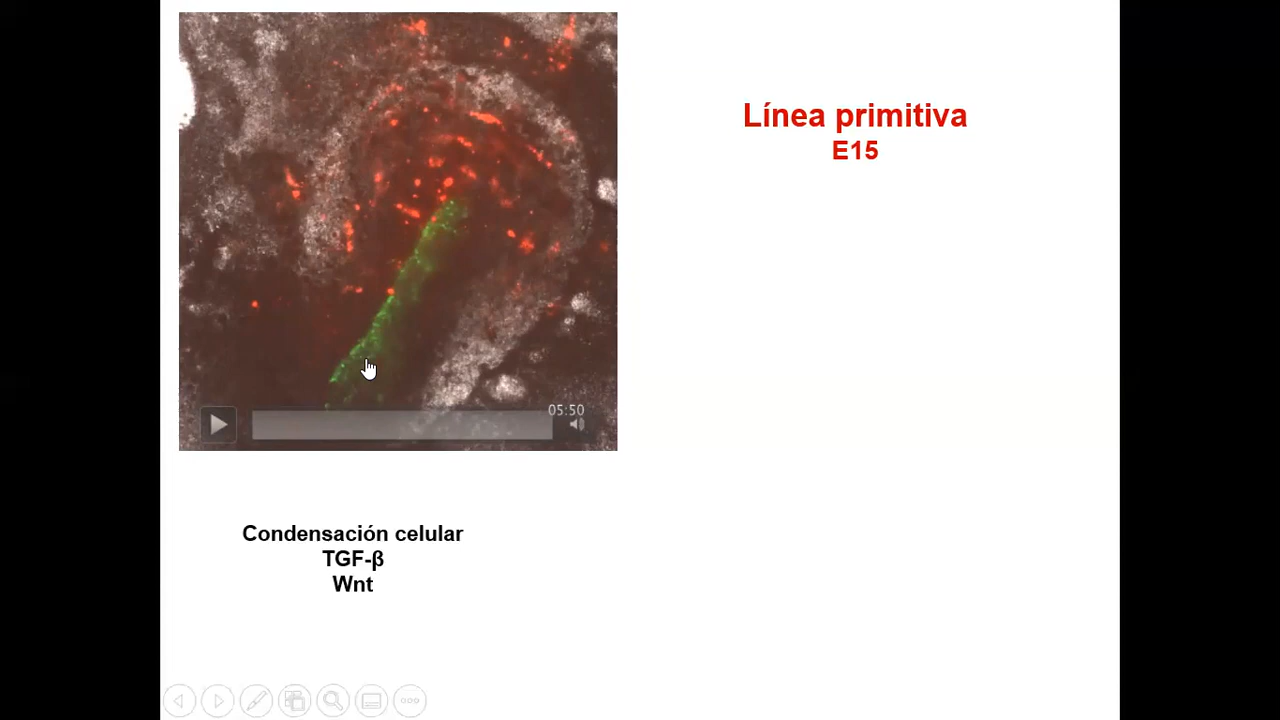 Línea primitiva
E15
05:50
Condensación celular
TGF-β
Wnt